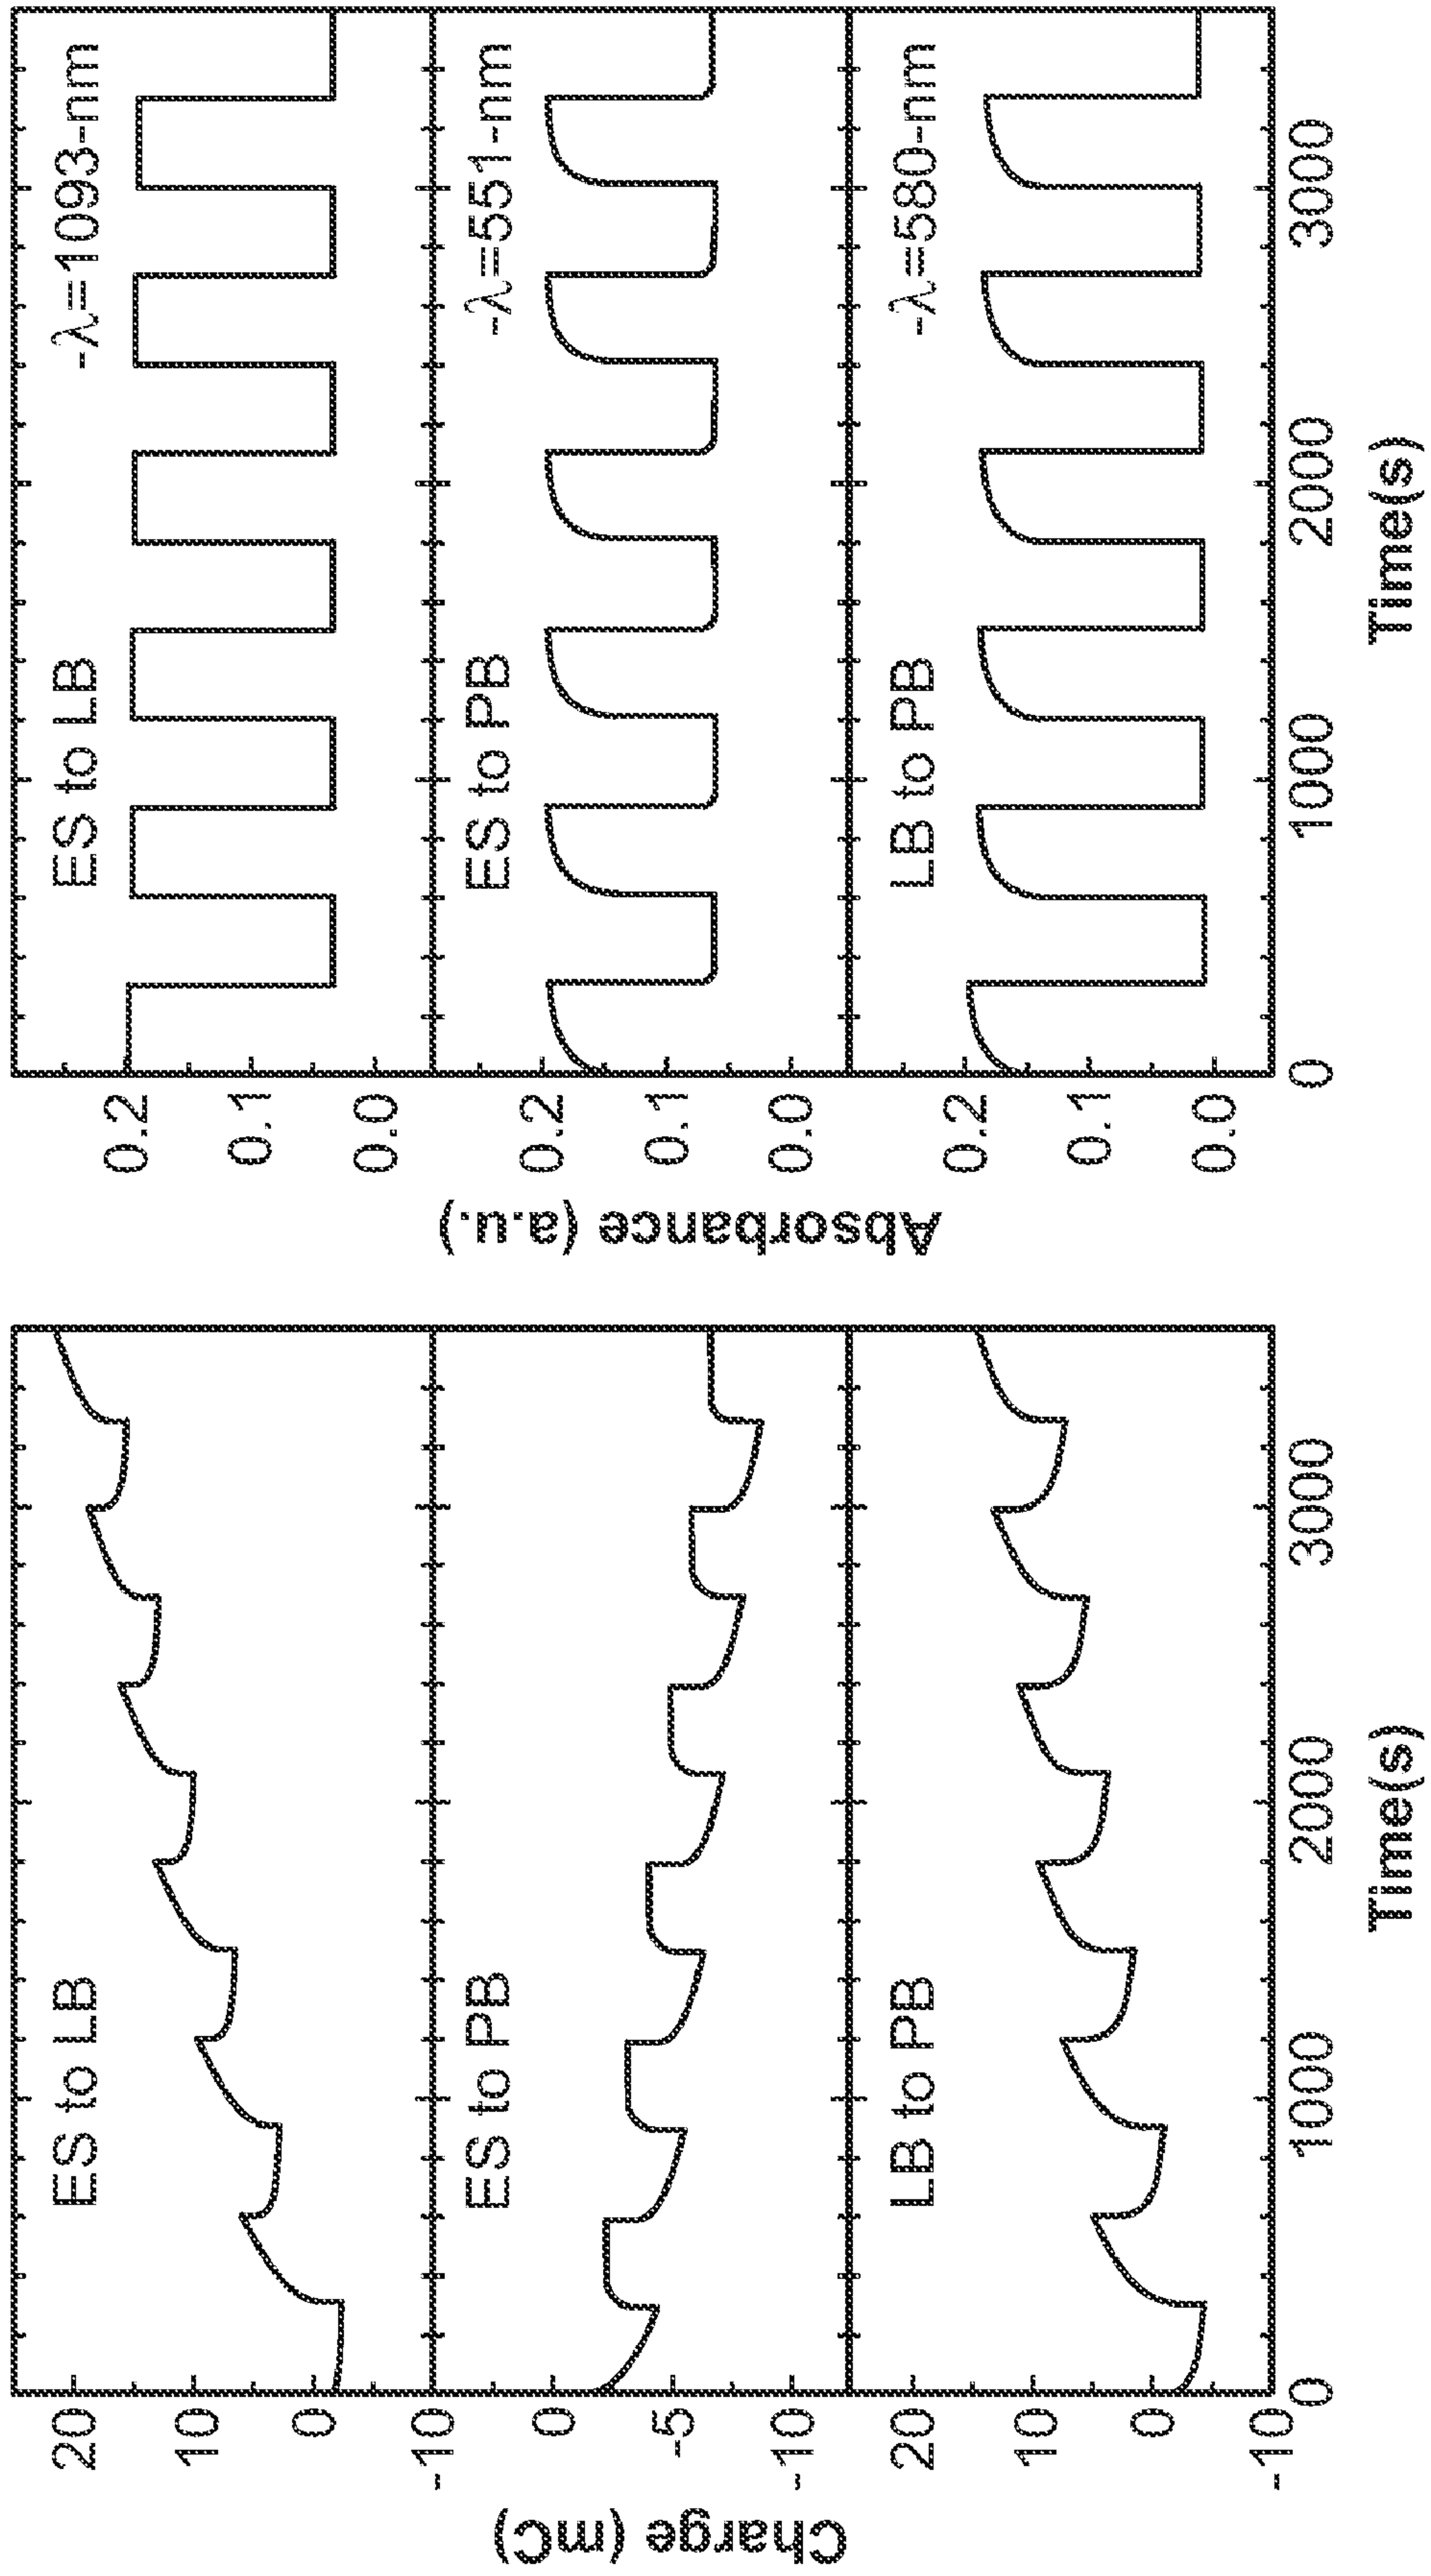 Charge (mC)
20
10
0
-10
ES to LB
0
-5
-10
ES to PB
20
10
0
-10
LB to PB
0
1000
2000
3000
Time(s)
Absorbance (a.u.)
0.2
0.1
0.0
ES to LB
-λ=1093-nm
0.2
0.1
0.0
ES to PB
-λ=551-nm
0.2
0.1
0.0
LB to PB
-λ=580-nm
0
1000
2000
3000
Time(s)